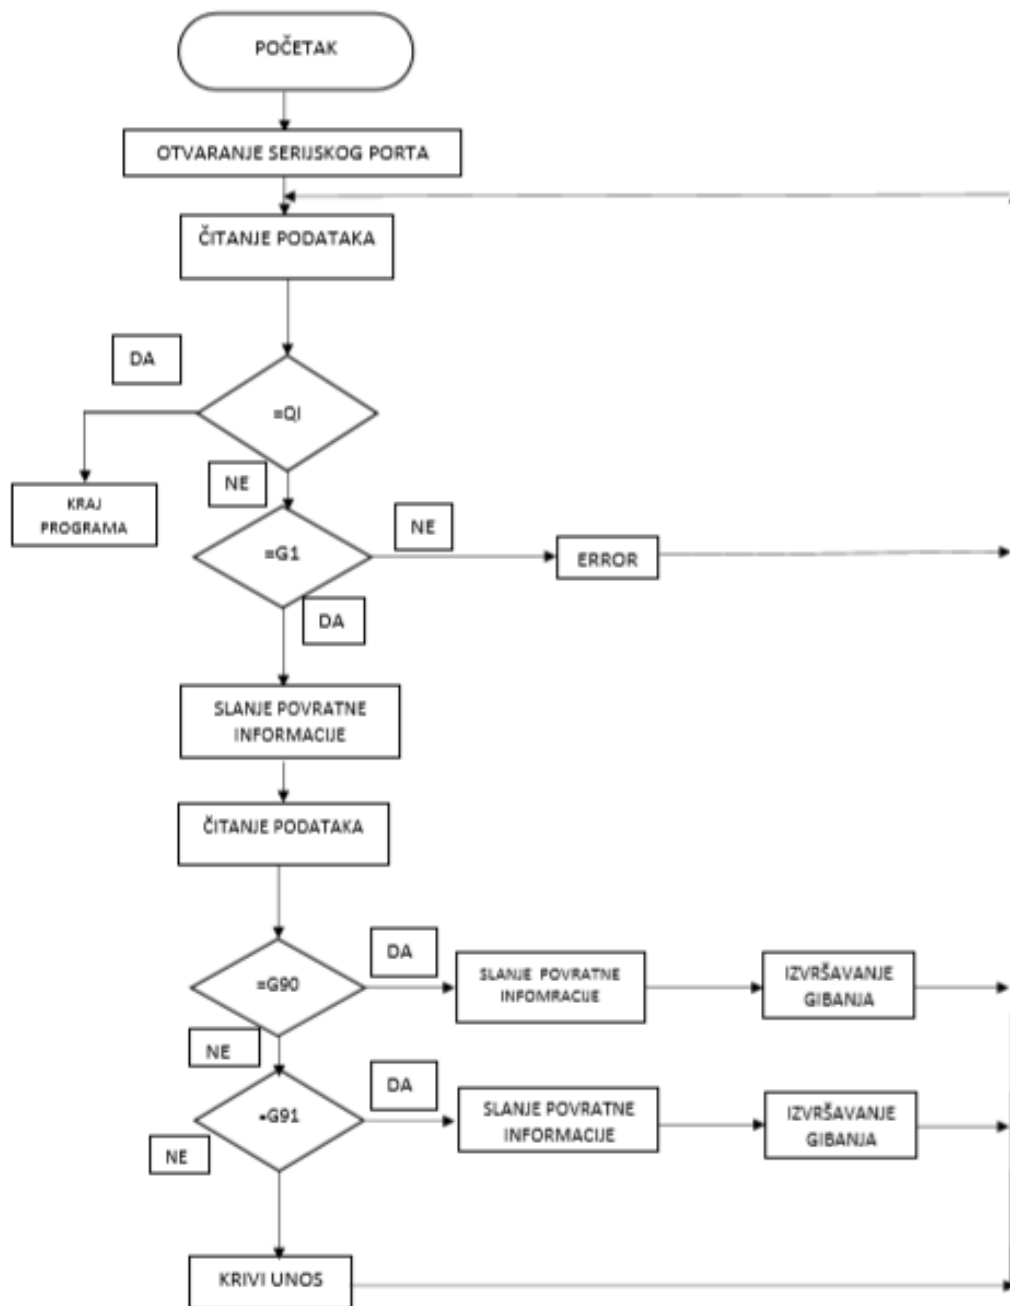 POČETAK
OTVARANJE SERIJSKOG PORTA
ČITANJE PODATAKA
DA
=QI
NE
KRAJ
PROGRAMA
NE
=G1
ERROR
DA
SLANJE POVRATNE
INFORMACIJE
ČITANJE PODATAKA
DA
=G90
SLANJE POVRATNE
INFOMRACIJE
IZVRŠAVANJE
GIBANJA
NE
DA
=G91
SLANJE POVRATNE
INFORMACIJE
IZVRŠAVANJE
GIBANJA
NE
KRIVI UNOS